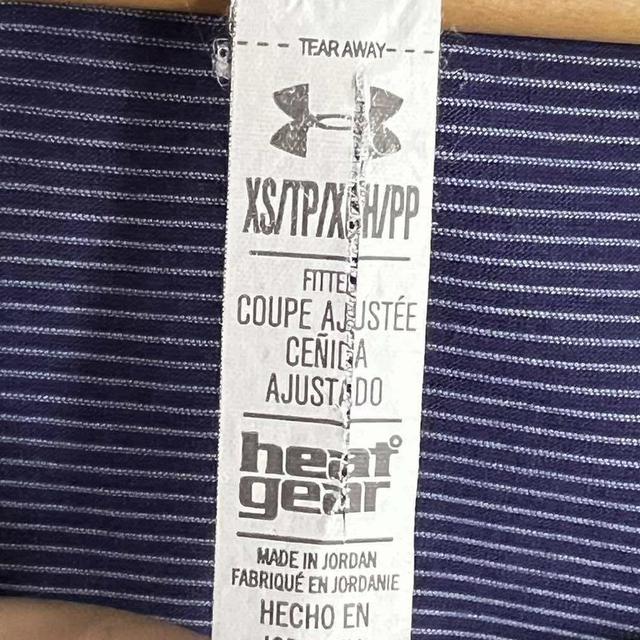 TEAR AWAY
XS/TP/XCH/PP
FITTED
COUPE AJUSTÉE
CEÑIDA
AJUSTADO
heat
gear
MADE IN JORDAN
FABRIQUÉ EN JORDANIE
HECHO EN